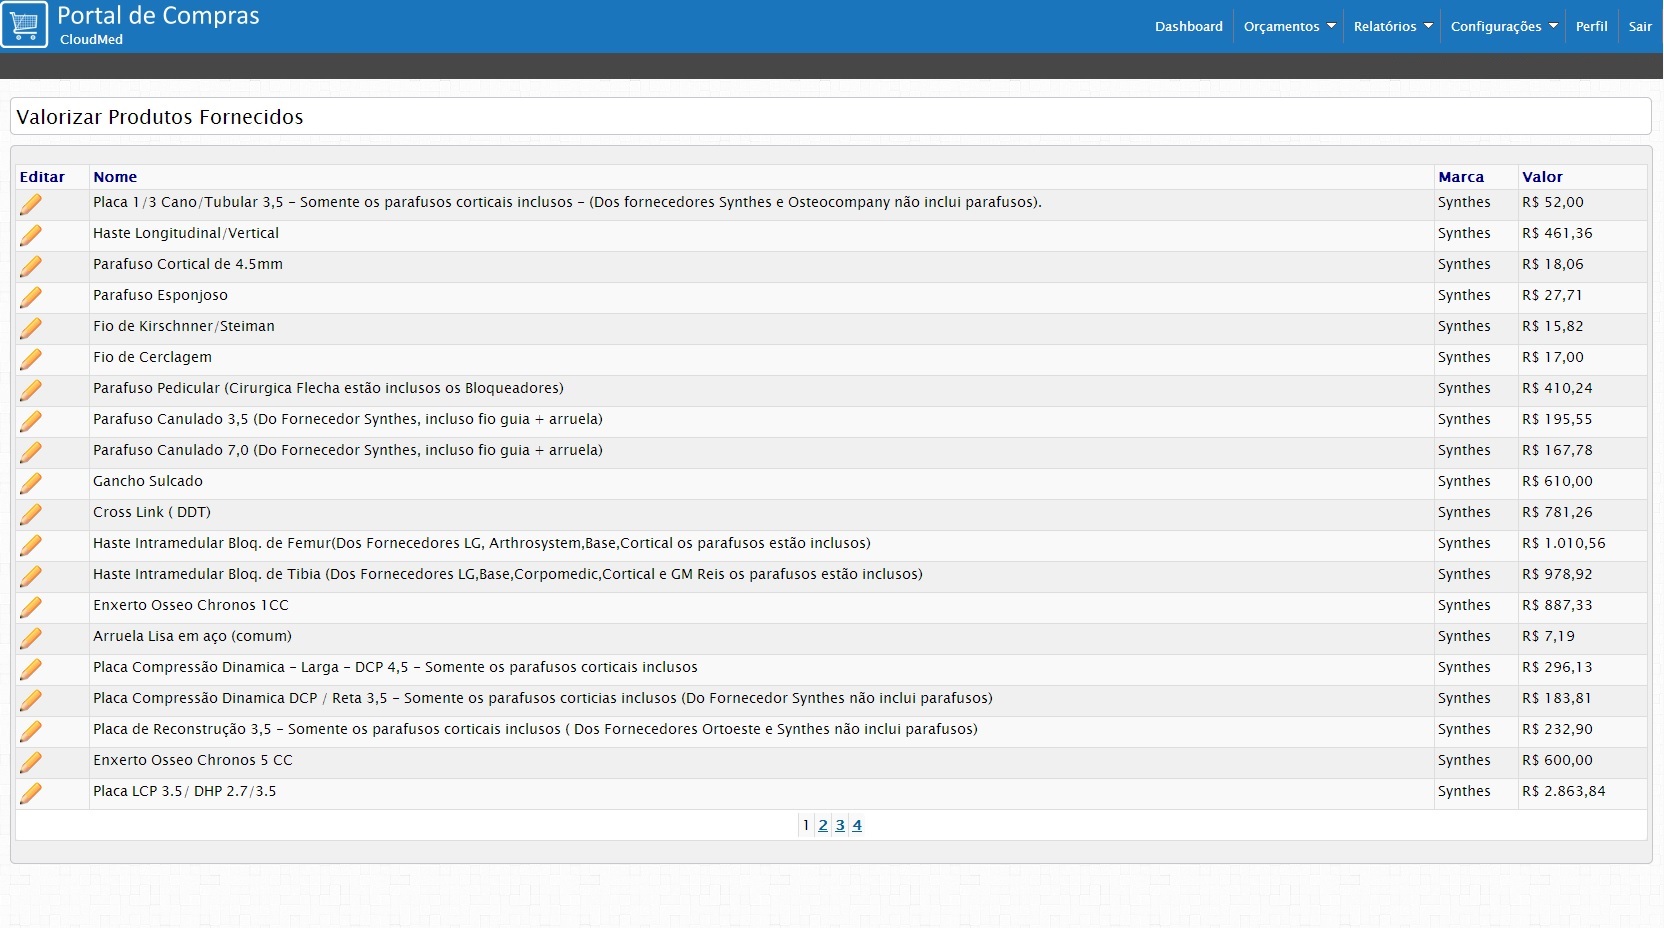 Portal de Compras
CloudMed
Dashboard Orçamentos Relatórios Configurações Perfil Sair
Valorizar Produtos Fornecidos
Editar Nome Marca Valor
Placa 1/3 Cano/Tubular 3,5 - Somente os parafusos corticais inclusos - (Dos fornecedores Synthes e Osteocompany não inclui parafusos). Synthes R$ 52,00
Haste Longitudinal/Vertical Synthes R$ 461,36
Parafuso Cortical de 4.5mm Synthes R$ 18,06
Parafuso Esponjoso Synthes R$ 27,71
Fio de Kirschnner/Steiman Synthes R$ 15,82
Fio de Cerclagem Synthes R$ 17,00
Parafuso Pedicular (Cirurgica Flecha estão inclusos os Bloqueadores) Synthes R$ 410,24
Parafuso Canulado 3,5 (Do Fornecedor Synthes, incluso fio guia + arruela) Synthes R$ 195,55
Parafuso Canulado 7,0 (Do Fornecedor Synthes, incluso fio guia + arruela) Synthes R$ 167,78
Gancho Sulcado Synthes R$ 610,00
Cross Link ( DDT) Synthes R$ 781,26
Haste Intramedular Bloq. de Femur(Dos Fornecedores LG, Arthrosystem,Base,Cortical os parafusos estão inclusos) Synthes R$ 1.010,56
Haste Intramedular Bloq. de Tibia (Dos Fornecedores LG,Base,Corpomedic,Cortical e GM Reis os parafusos estão inclusos) Synthes R$ 978,92
Enxerto Osseo Chronos 1CC Synthes R$ 887,33
Arruela Lisa em aço (comum) Synthes R$ 7,19
Placa Compressão Dinamica - Larga - DCP 4,5 - Somente os parafusos corticais inclusos Synthes R$ 296,13
Placa Compressão Dinamica DCP / Reta 3,5 - Somente os parafusos corticias inclusos (Do Fornecedor Synthes não inclui parafusos) Synthes R$ 183,81
Placa de Reconstrução 3,5 - Somente os parafusos corticais inclusos ( Dos Fornecedores Ortoeste e Synthes não inclui parafusos) Synthes R$ 232,90
Enxerto Osseo Chronos 5 CC Synthes R$ 600,00
Placa LCP 3.5/ DHP 2.7/3.5 Synthes R$ 2.863,84
1 2 3 4